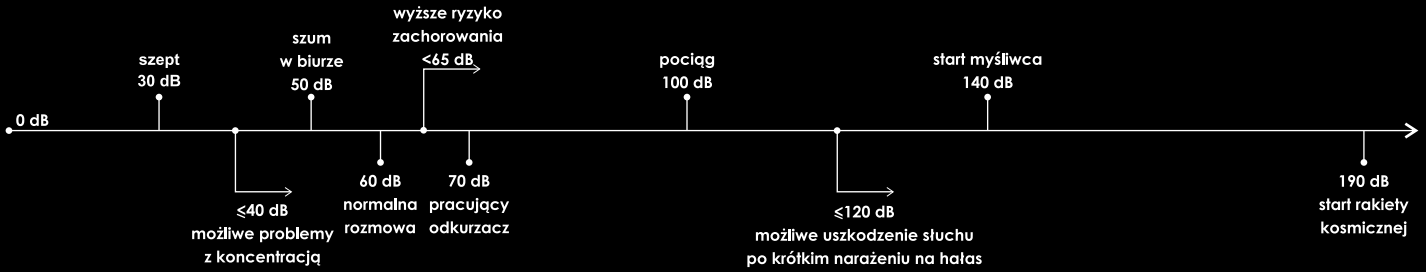 0 dB
szept
30 dB
≤40 dB
możliwe problemy
z koncentracją
szum
w biurze
50 dB
60 dB
normalna
rozmowa
wyższe ryzyko
zachorowania
<65 dB
70 dB
pracujący
odkurzacz
pociąg
100 dB
≤120 dB
możliwe uszkodzenie słuchu
po krótkim narażeniu na hałas
start myśliwca
140 dB
190 dB
start rakiety
kosmicznej